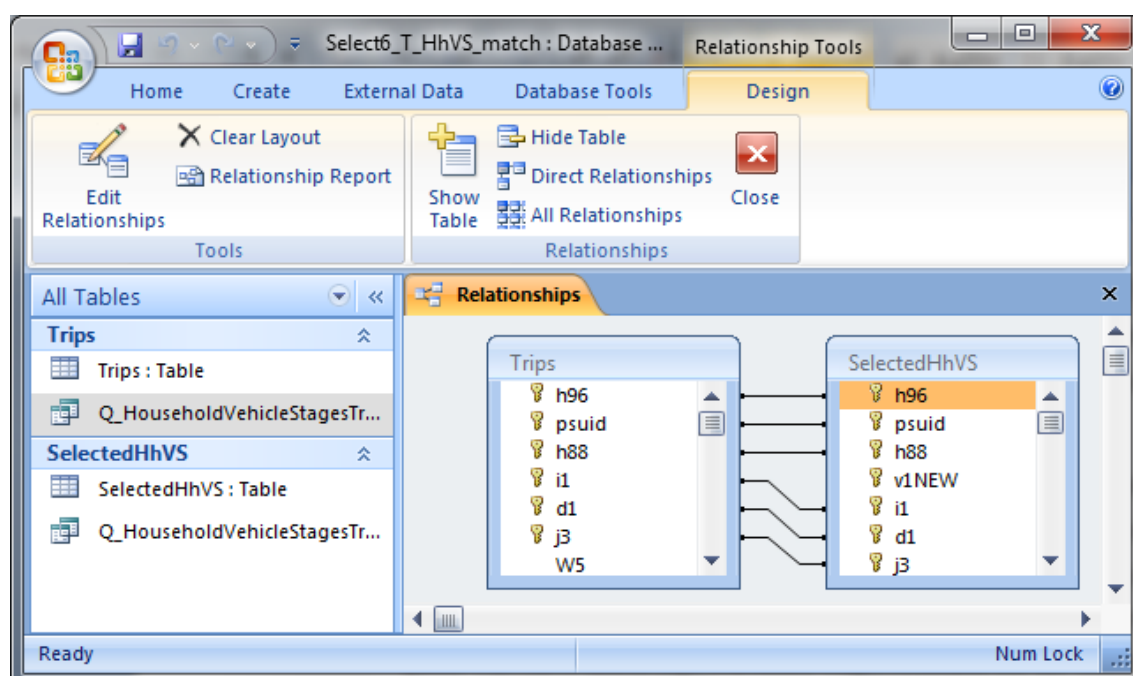 Select6_T_HhVS_match : Database ... Relationship Tools
Home Create External Data Database Tools Design
Edit Relationships
Clear Layout
Relationship Report
Tools
Show Table
Hide Table
Direct Relationships
All Relationships
Close
Relationships
All Tables
Trips
Trips : Table
Q_HouseholdVehicleStagesTr...
SelectedHhVS
SelectedHhVS : Table
Q_HouseholdVehicleStagesTr...
Relationships
Trips
h96
psuid
h88
i1
d1
j3
W5
SelectedHhVS
h96
psuid
h88
v1NEW
i1
d1
j3
Ready Num Lock